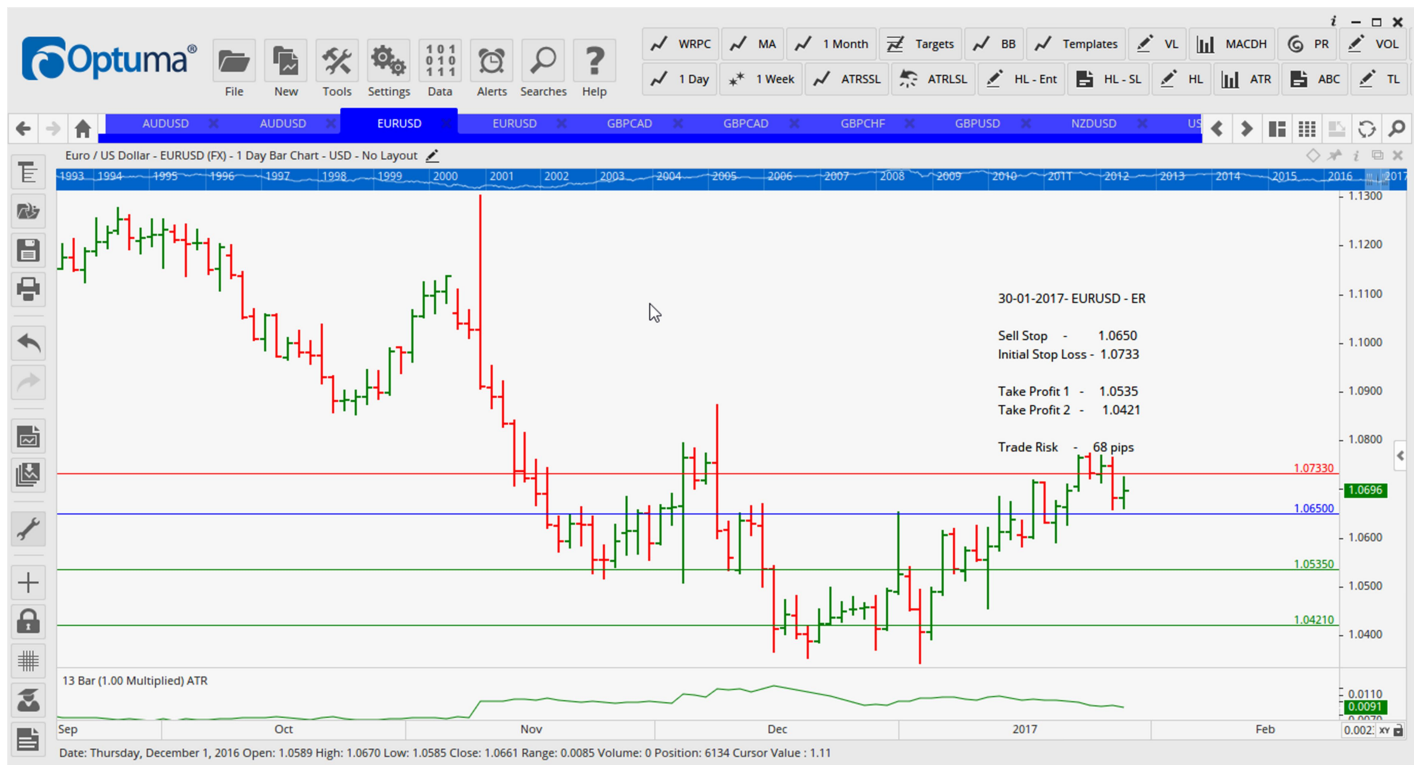 i
Optuma®
File
New
Tools
Settings
101
010
111
Data
Alerts
Searches
?
Help
WRPC
MA
1 Month
Targets
BB
Templates
VL
MACDH
PR
VOL
1 Day
1 Week
ATRSSL
ATRLSL
HL - Ent
HL - SL
HL
ATR
ABC
TL
AUDUSD
AUDUSD
EURUSD
EURUSD
GBPCAD
GBPCAD
GBPCHF
GBPUSD
NZDUSD
US
Euro / US Dollar - EURUSD (FX) - 1 Day Bar Chart - USD - No Layout
i
1993 1994 1995 1996 1998 1999 2000 2001 2002 2003 2004 2005 2006 2007 2008 2009 2010 2011 2012 2013 2014 2015 2016 2017
1.1300
1.1200
1.1100
1.1000
1.0900
1.0800
30-01-2017- EURUSD - ER
Sell Stop - 1.0650
Initial Stop Loss - 1.0733
Take Profit 1 - 1.0535
Take Profit 2 - 1.0421
Trade Risk - 68 pips
1.07330
1.0696
1.06500
1.0600
1.05350
1.0500
1.04210
1.0400
13 Bar (1.00 Multiplied) ATR
0.0110
0.0091
Sep
Oct
Nov
Dec
2017
Feb
XY
Date: Thursday, December 1, 2016 Open: 1.0589 High: 1.0670 Low: 1.0585 Close: 1.0661 Range: 0.0085 Volume: 0 Position: 6134 Cursor Value : 1.11